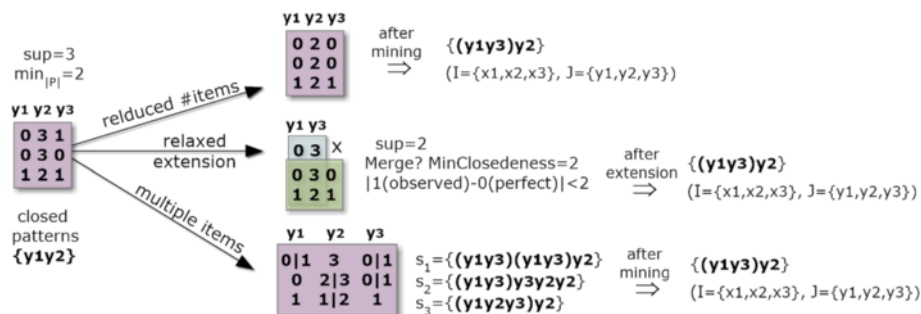 sup=3
min|P|=2
y1 y2 y3
0 3 1
0 3 0
1 2 1
closed
patterns
{y1y2}
relduced #items
relaxed
extension
multiple items
y1 y2 y3
0 2 0
0 2 0
1 2 1
after
mining
⇒
{(y1y3)y2}
(I={x1,x2,x3}, J={y1,y2,y3})
y1 y3
0 3 X
0 3 0
1 2 1
sup=2
Merge? MinClosedeness=2
|1(observed)-0(perfect)|<2
after
extension
⇒
{(y1y3)y2}
(I={x1,x2,x3}, J={y1,y2,y3})
y1 y2 y3
0|1 3 0|1
0 2|3 0|1
1 1|2 1
s1={(y1y3)(y1y3)y2}
s2={(y1y3)y3y2y2}
s3={(y1y2y3)y2}
after
mining
⇒
{(y1y3)y2}
(I={x1,x2,x3}, J={y1,y2,y3})